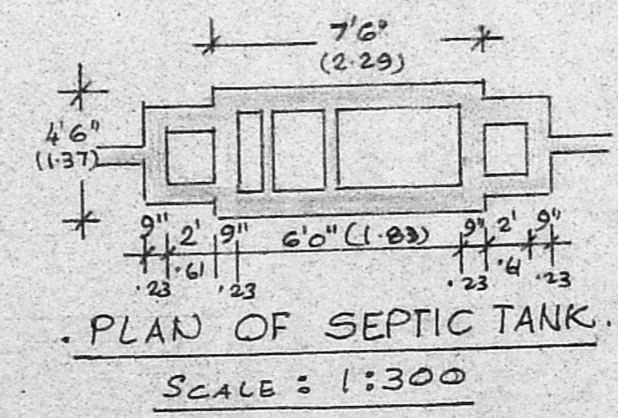 7'6"
(2.29)
4'6"
(1.37)
9" 2' 9" 6'0" (1.83) 9" 2' 9"
.23 .61 .23 .23 .61 .23
. PLAN OF SEPTIC TANK.
SCALE : 1:300